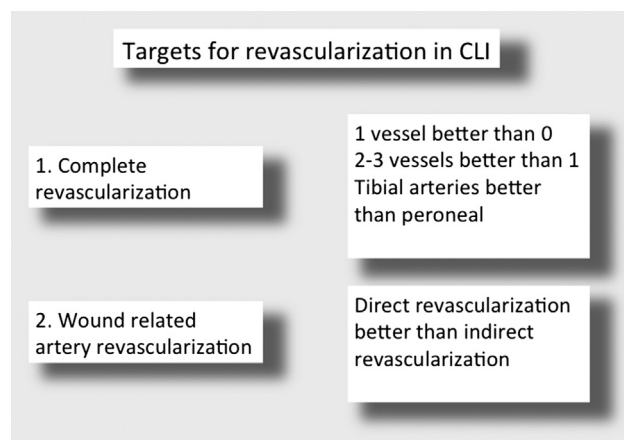 Targets for revascularization in CLI
1. Complete
revascularization
1 vessel better than 0
2-3 vessels better than 1
Tibial arteries better
than peroneal
2. Wound related
artery revascularization
Direct revascularization
better than indirect
revascularization